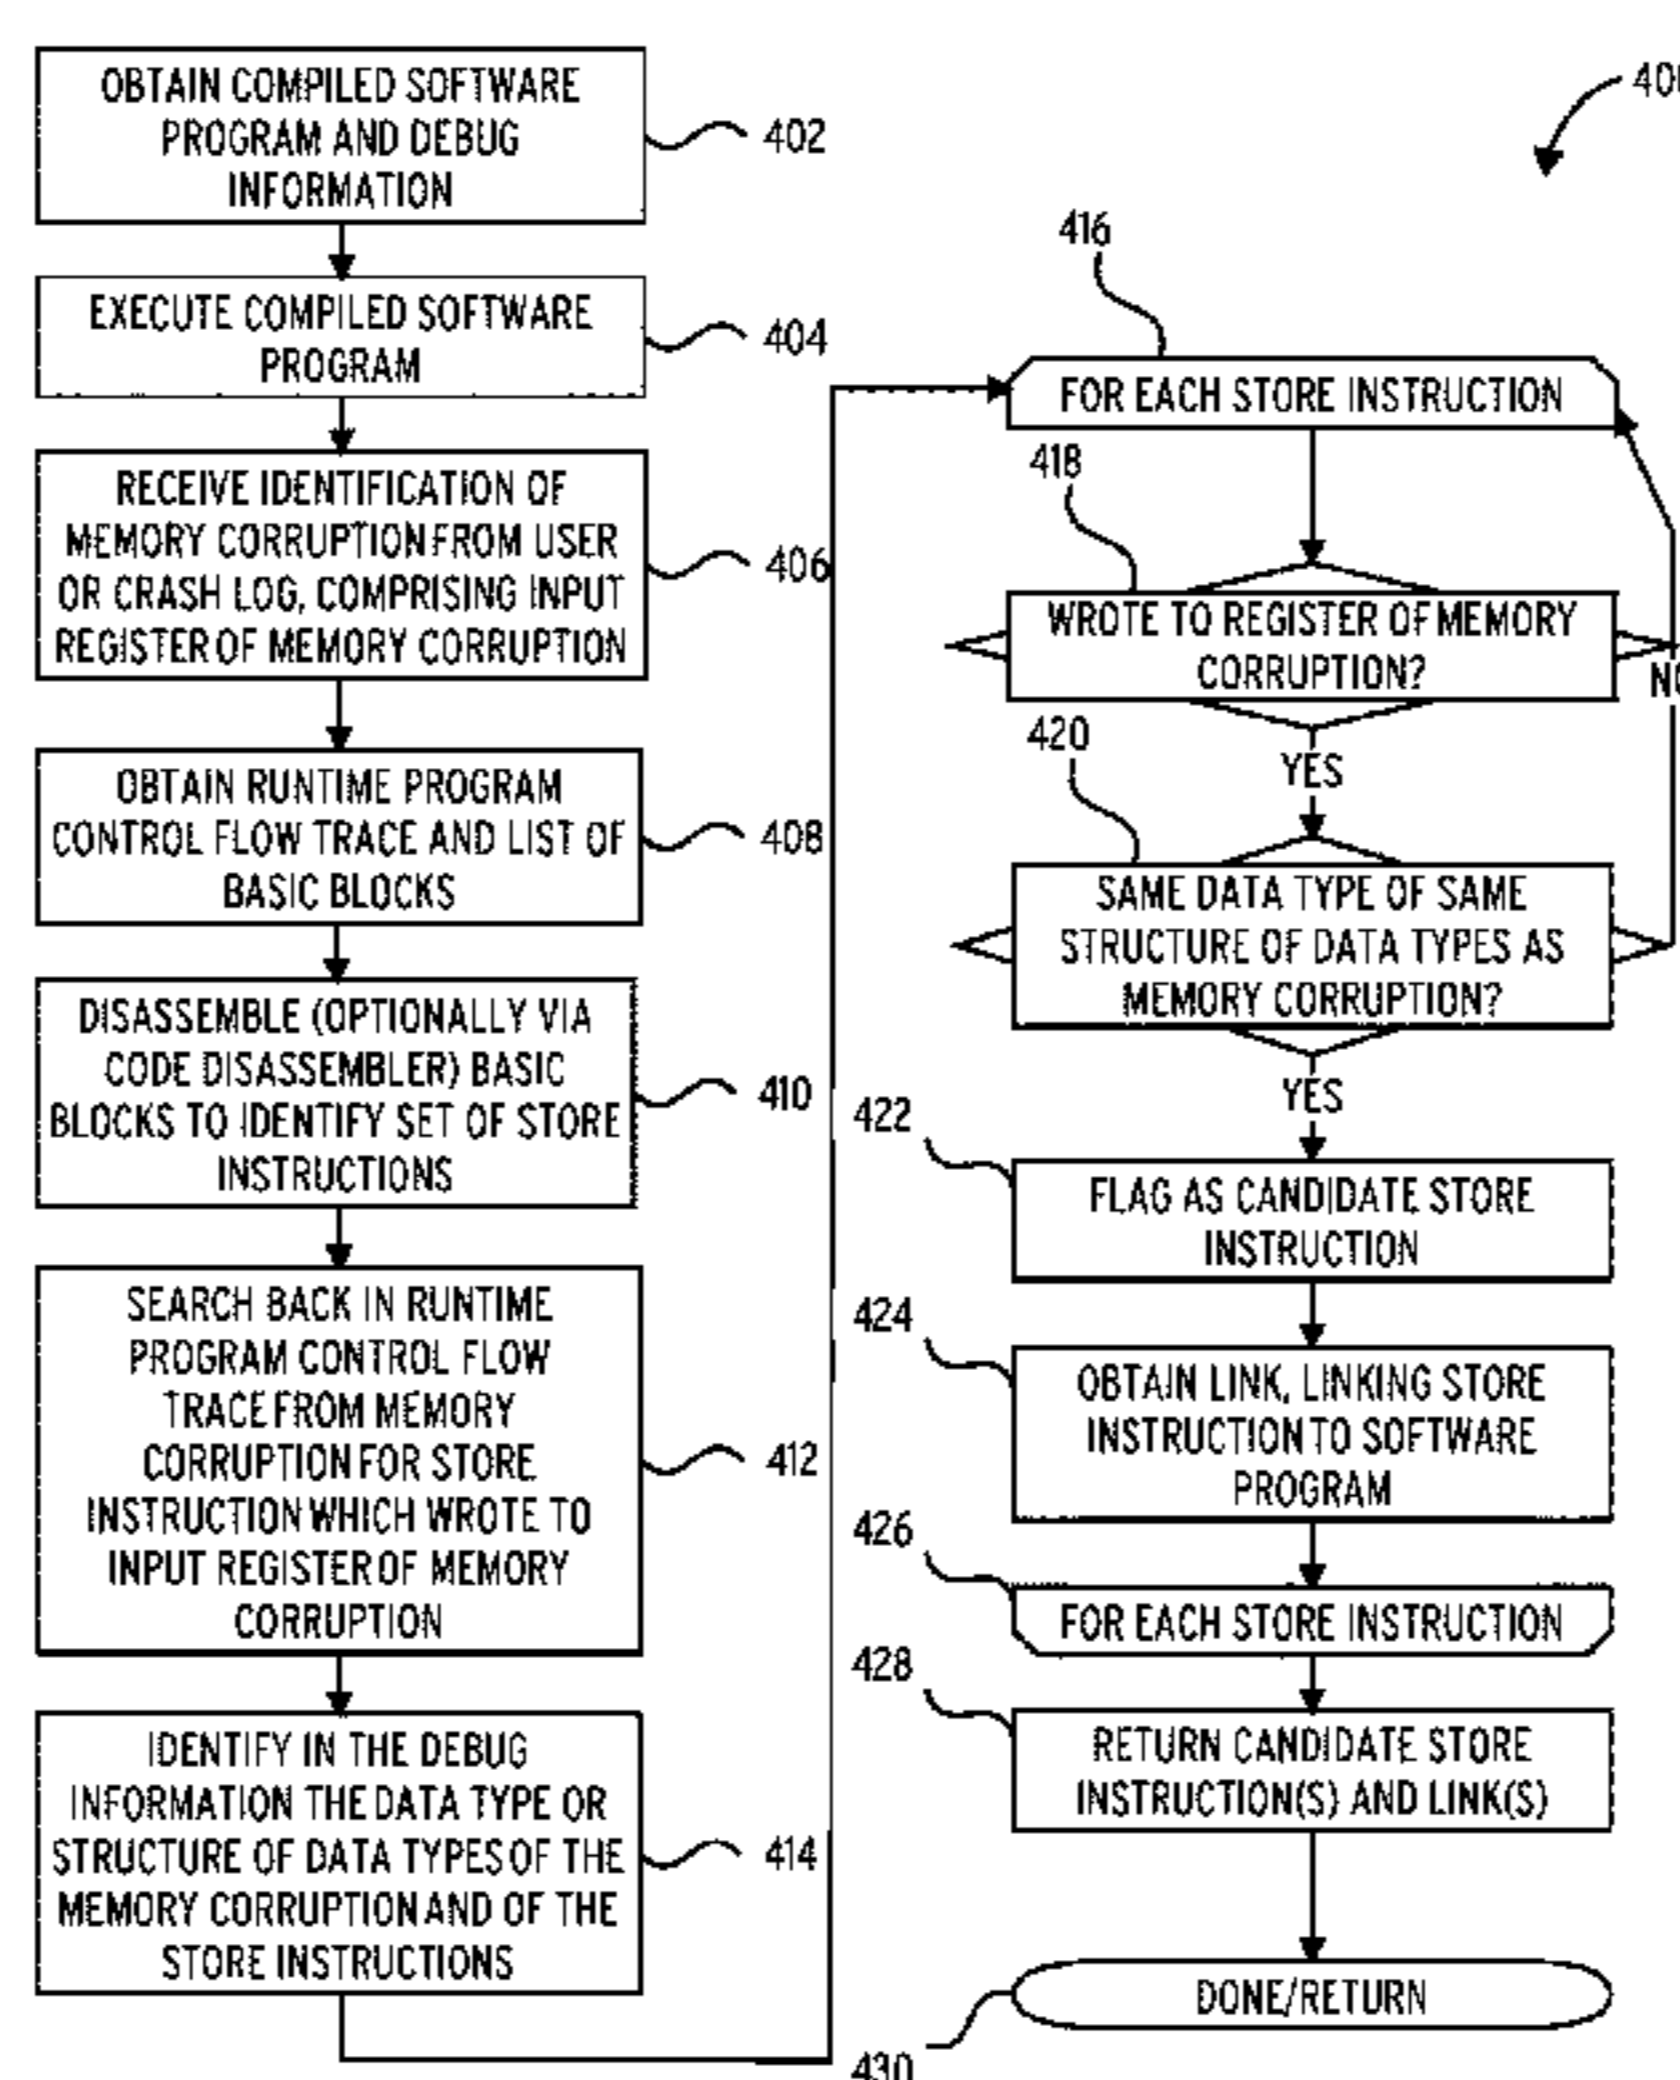 OBTAIN COMPILED SOFTWARE
PROGRAM AND DEBUG
INFORMATION
402
EXECUTE COMPILED SOFTWARE
PROGRAM
404
RECEIVE IDENTIFICATION OF
MEMORY CORRUPTION FROM USER
OR CRASH LOG, COMPRISING INPUT
REGISTER OF MEMORY CORRUPTION
406
OBTAIN RUNTIME PROGRAM
CONTROL FLOW TRACE AND LIST OF
BASIC BLOCKS
408
DISASSEMBLE (OPTIONALLY VIA
CODE DISASSEMBLER) BASIC
BLOCKS TO IDENTIFY SET OF STORE
INSTRUCTIONS
410
SEARCH BACK IN RUNTIME
PROGRAM CONTROL FLOW
TRACE FROM MEMORY
CORRUPTION FOR STORE
INSTRUCTION WHICH WROTE TO
INPUT REGISTER OF MEMORY
CORRUPTION
412
IDENTIFY IN THE DEBUG
INFORMATION THE DATA TYPE OR
STRUCTURE OF DATA TYPES OF THE
MEMORY CORRUPTION AND OF THE
STORE INSTRUCTIONS
414
416
FOR EACH STORE INSTRUCTION
418
WROTE TO REGISTER OF MEMORY
CORRUPTION?
YES
420
SAME DATA TYPE OF SAME
STRUCTURE OF DATA TYPES AS
MEMORY CORRUPTION?
YES
422
FLAG AS CANDIDATE STORE
INSTRUCTION
424
OBTAIN LINK, LINKING STORE
INSTRUCTION TO SOFTWARE
PROGRAM
426
FOR EACH STORE INSTRUCTION
428
RETURN CANDIDATE STORE
INSTRUCTION(S) AND LINK(S)
DONE/RETURN
430